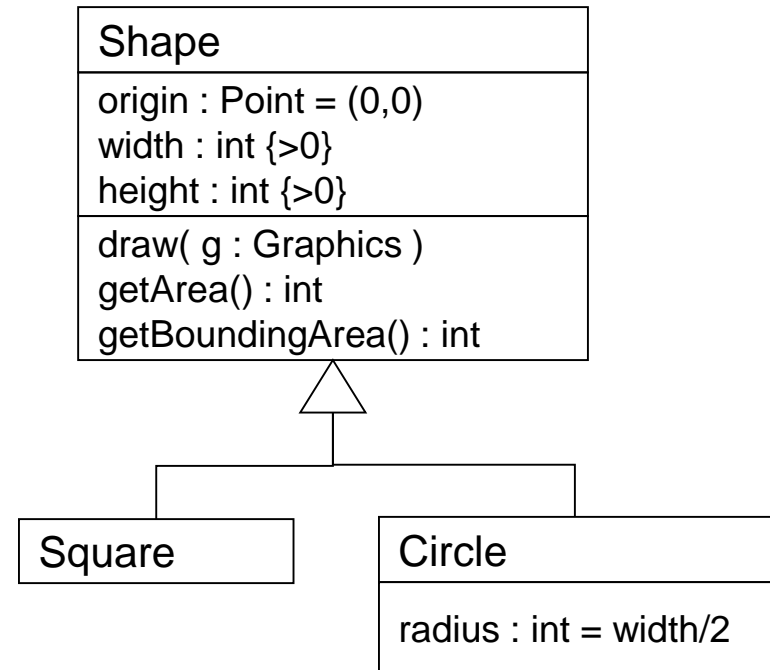 Shape
origin : Point = (0,0)
width : int {>0}
height : int {>0}
draw( g : Graphics )
getArea() : int
getBoundingArea() : int
Square
Circle
radius : int = width/2